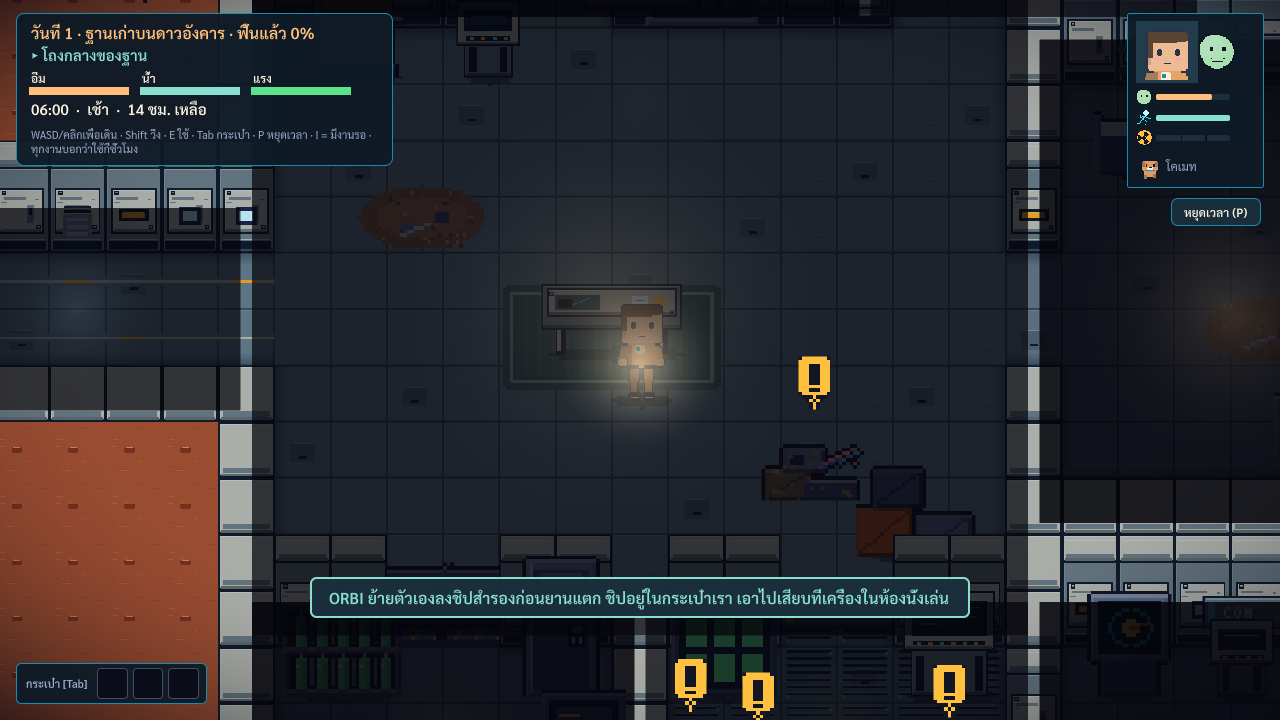 วันที่ 1 · ฐานเก่าบนดาวอังคาร · ฟื้นแล้ว 0%
▸ โถงกลางของฐาน
อิ่ม น้ำ แรง
06:00 · เช้า · 14 ชม. เหลือ
WASD/คลิกเพื่อเดิน · Shift วิ่ง · E ใช้ · Tab กระเป๋า · P หยุดเวลา · ! = มีงานรอ ·
ทุกงานบอกว่าใช้กี่ชั่วโมง
โคเมท
หยุดเวลา (P)
ORBI ย้ายตัวเองลงชิปสำรองก่อนยานแตก ชิปอยู่ในกระเป๋าเรา เอาไปเสียบที่เครื่องในห้องนั่งเล่น
COM
กระเป๋า [Tab]